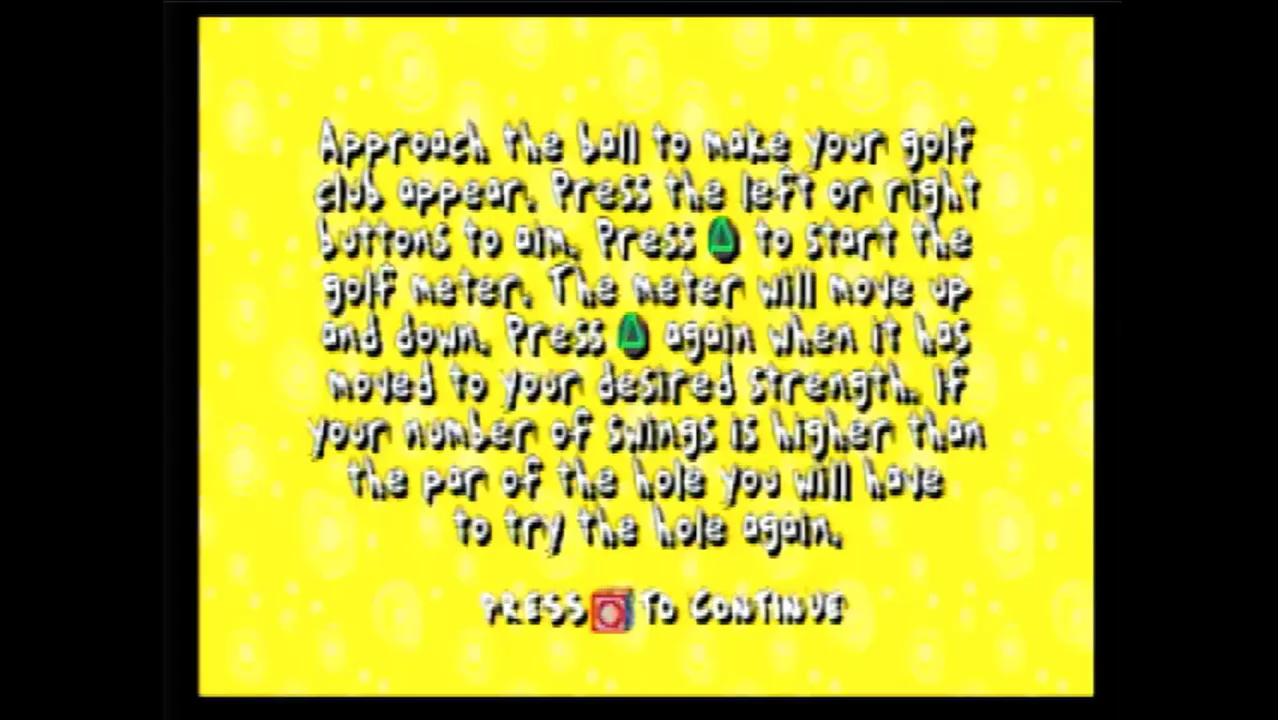 Approach the ball to make your golf
club appear. Press the left or right
buttons to aim. Press △ to start the
golf meter. The meter will move up
and down. Press △ again when it has
moved to your desired strength. If
your number of swings is higher than
the par of the hole you will have
to try the hole again.
PRESS TO CONTINUE